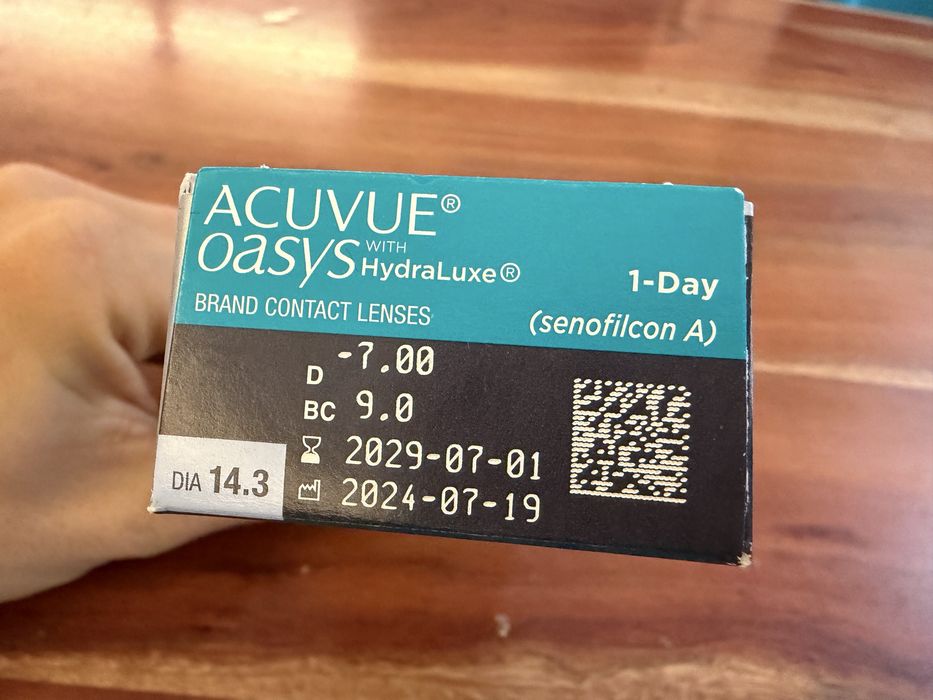 ACUVUE®
oasys WITH HydraLuxe®
1-Day
BRAND CONTACT LENSES
(senofilcon A)
D -7.00
BC 9.0
2029-07-01
DIA 14.3
2024-07-19